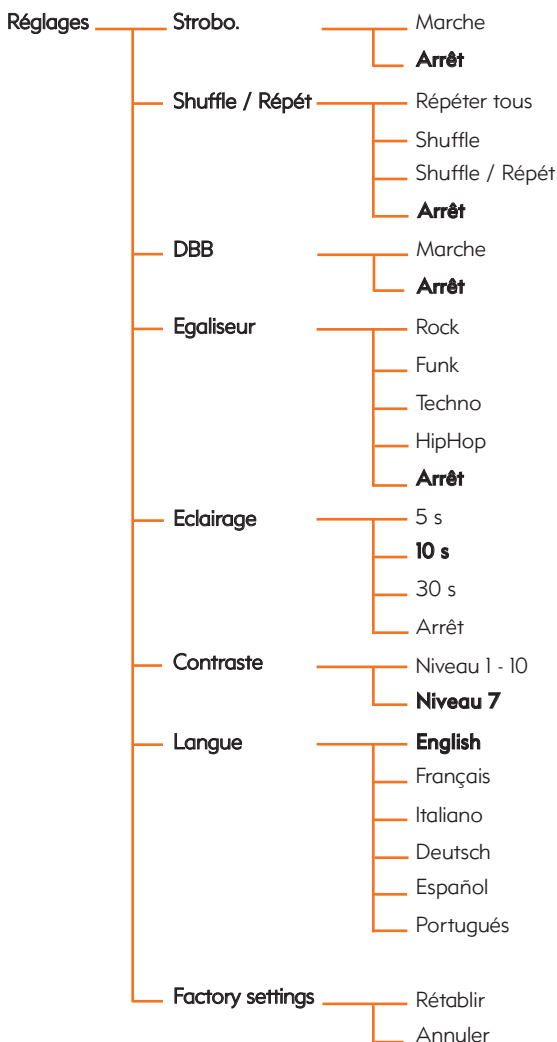 Réglages Strobo. Marche
Arrêt
Shuffle / Répét Répéter tous
Shuffle
Shuffle / Répét
Arrêt
DBB Marche
Arrêt
Egaliseur Rock
Funk
Techno
HipHop
Arrêt
Eclairage 5 s
10 s
30 s
Arrêt
Contraste Niveau 1 - 10
Niveau 7
Langue English
Français
Italiano
Deutsch
Español
Portugués
Factory settings Rétablir
Annuler